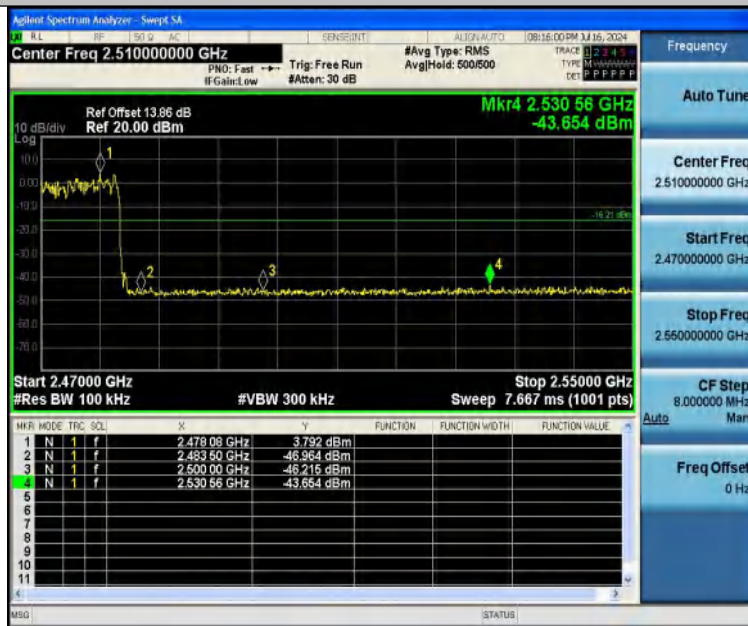 Agilent Spectrum Analyzer - Swept SA
RL RF 50 Ω AC SENSE:INT ALIGN AUTO 08:16:00 PM Jul 16, 2024
Center Freq 2.510000000 GHz
PNO: Fast
IFGain:Low
Trig: Free Run
#Atten: 30 dB
#Avg Type: RMS
Avg|Hold: 500/500
TRACE 1 2 3 4 5
TYPE M
DET P P P P P P
Ref Offset 13.86 dB
10 dB/div Ref 20.00 dBm
Log
Mkr4 2.530 56 GHz
-43.654 dBm
10.0
0.00
-10.0
-20.0
-30.0
-40.0
-50.0
-60.0
-70.0
1
2
3
4
-16.21 dBm
Start 2.47000 GHz Stop 2.55000 GHz
#Res BW 100 kHz #VBW 300 kHz Sweep 7.667 ms (1001 pts)
MKR MODE TRC SCL X Y FUNCTION FUNCTION WIDTH FUNCTION VALUE
1 N 1 f 2.478 08 GHz 3.792 dBm
2 N 1 f 2.483 50 GHz -46.964 dBm
3 N 1 f 2.500 00 GHz -46.215 dBm
4 N 1 f 2.530 56 GHz -43.654 dBm
5
6
7
8
9
10
11
MSG STATUS
Frequency
Auto Tune
Center Freq
2.510000000 GHz
Start Freq
2.470000000 GHz
Stop Freq
2.550000000 GHz
CF Step
8.000000 MHz
Auto Man
Freq Offset
0 Hz